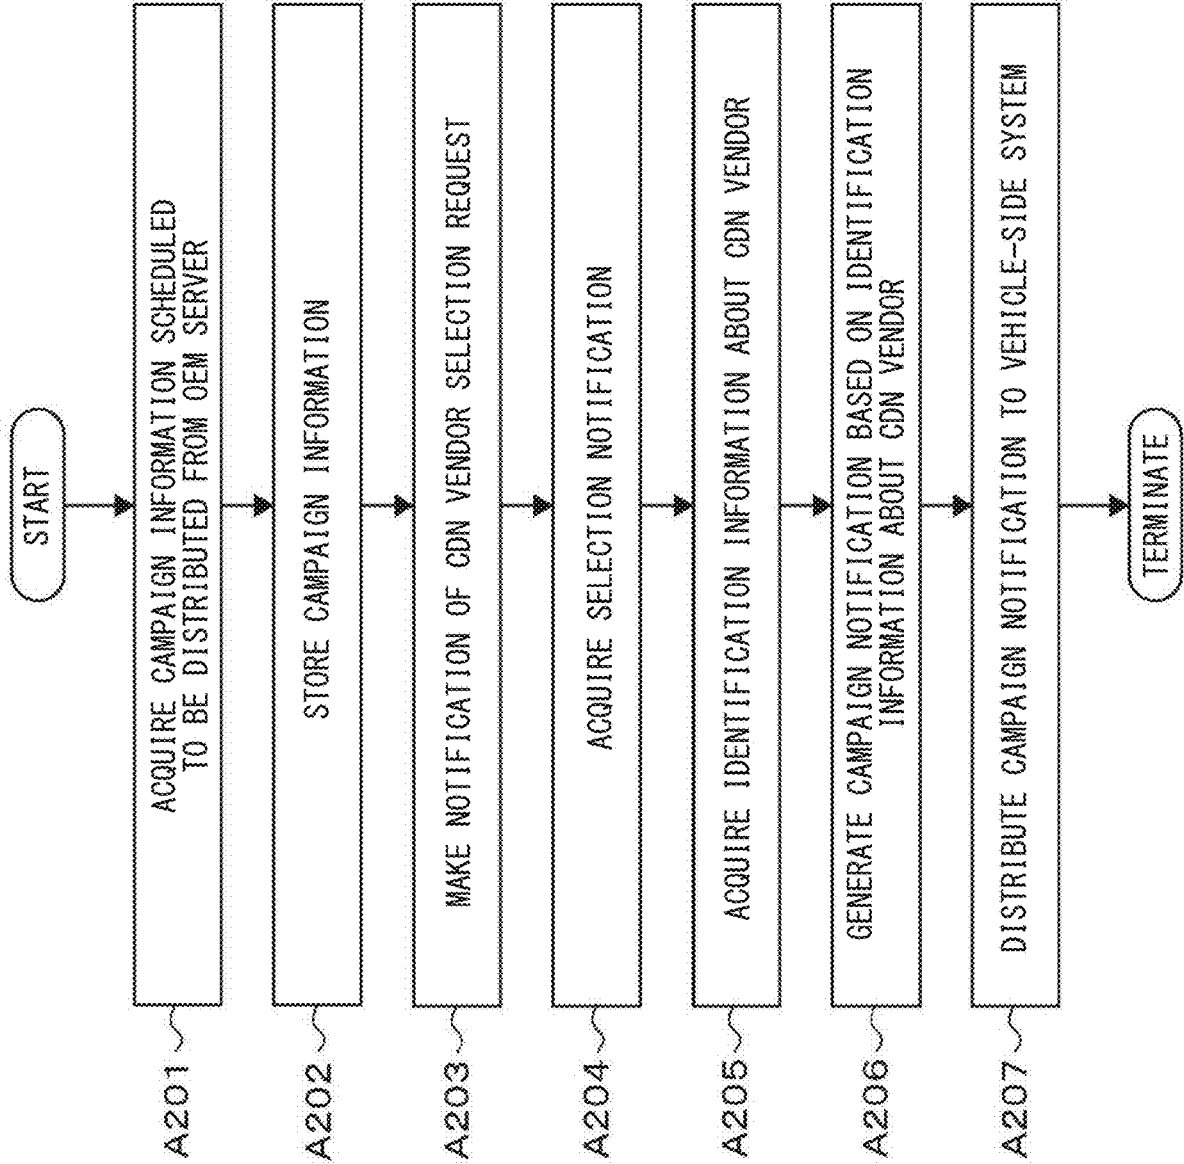 START
A201
ACQUIRE CAMPAIGN INFORMATION SCHEDULED
TO BE DISTRIBUTED FROM OEM SERVER
A202
STORE CAMPAIGN INFORMATION
A203
MAKE NOTIFICATION OF CDN VENDOR SELECTION REQUEST
A204
ACQUIRE SELECTION NOTIFICATION
A205
ACQUIRE IDENTIFICATION INFORMATION ABOUT CDN VENDOR
A206
GENERATE CAMPAIGN NOTIFICATION BASED ON IDENTIFICATION
INFORMATION ABOUT CDN VENDOR
A207
DISTRIBUTE CAMPAIGN NOTIFICATION TO VEHICLE-SIDE SYSTEM
TERMINATE